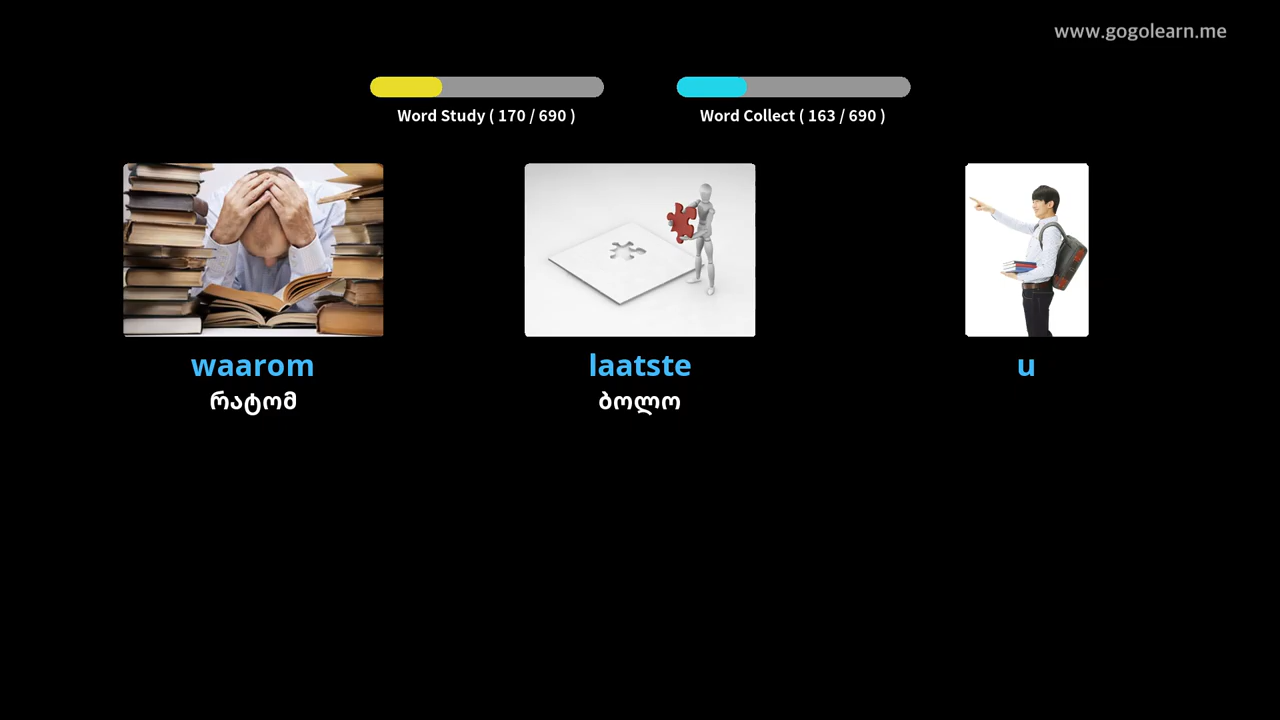 www.gogolearn.me
Word Study ( 170 / 690 )
Word Collect ( 163 / 690 )
waarom
რატომ
laatste
ბოლო
u